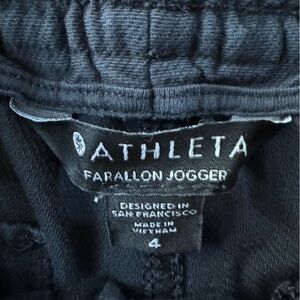 ATHLETA
FARALLON JOGGER
DESIGNED IN
SAN FRANCISCO
MADE IN
VIETNAM
4